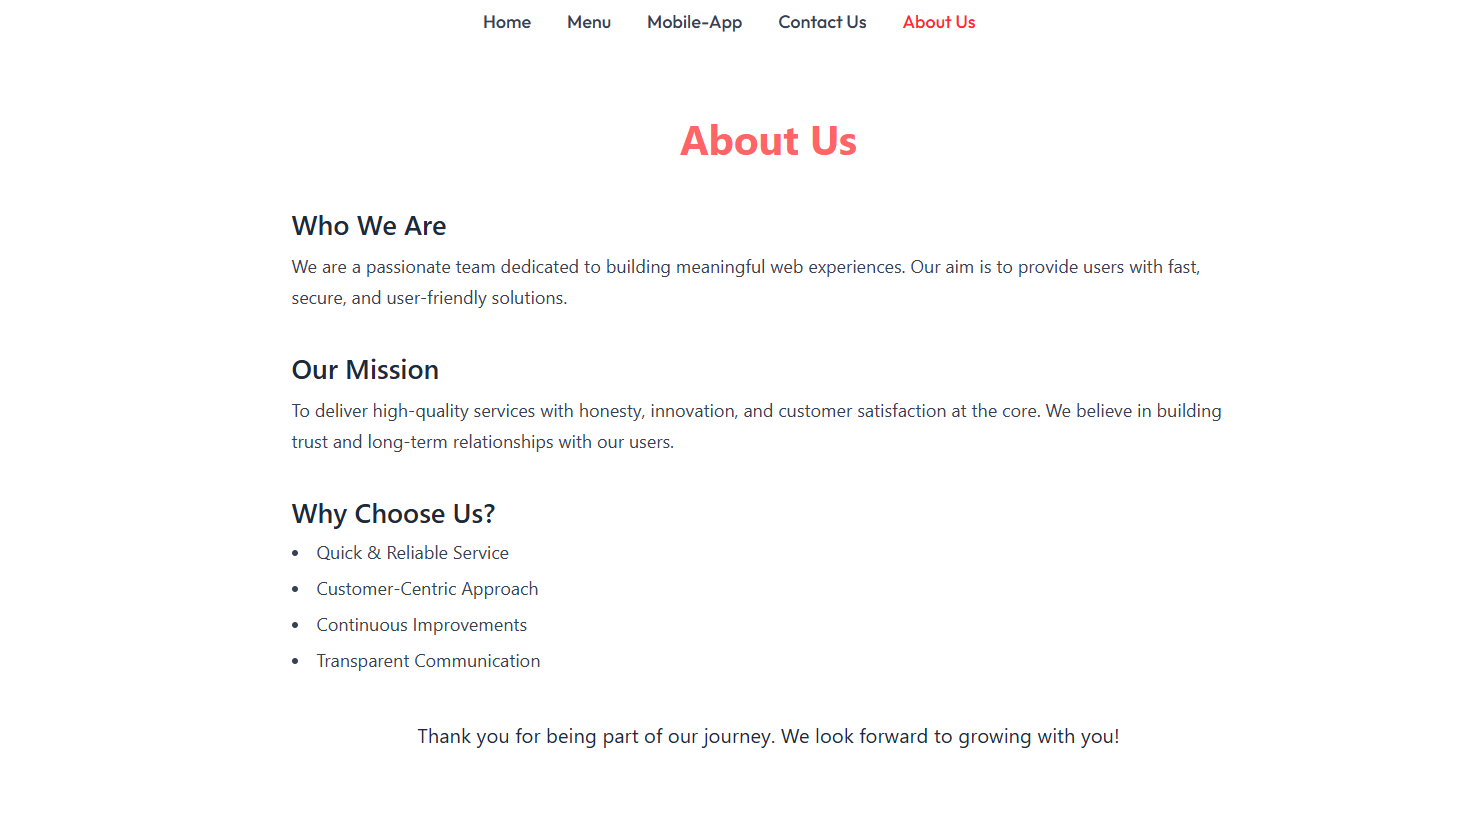 Home Menu Mobile-App Contact Us About Us
About Us
Who We Are
We are a passionate team dedicated to building meaningful web experiences. Our aim is to provide users with fast,
secure, and user-friendly solutions.
Our Mission
To deliver high-quality services with honesty, innovation, and customer satisfaction at the core. We believe in building
trust and long-term relationships with our users.
Why Choose Us?
• Quick & Reliable Service
• Customer-Centric Approach
• Continuous Improvements
• Transparent Communication
Thank you for being part of our journey. We look forward to growing with you!